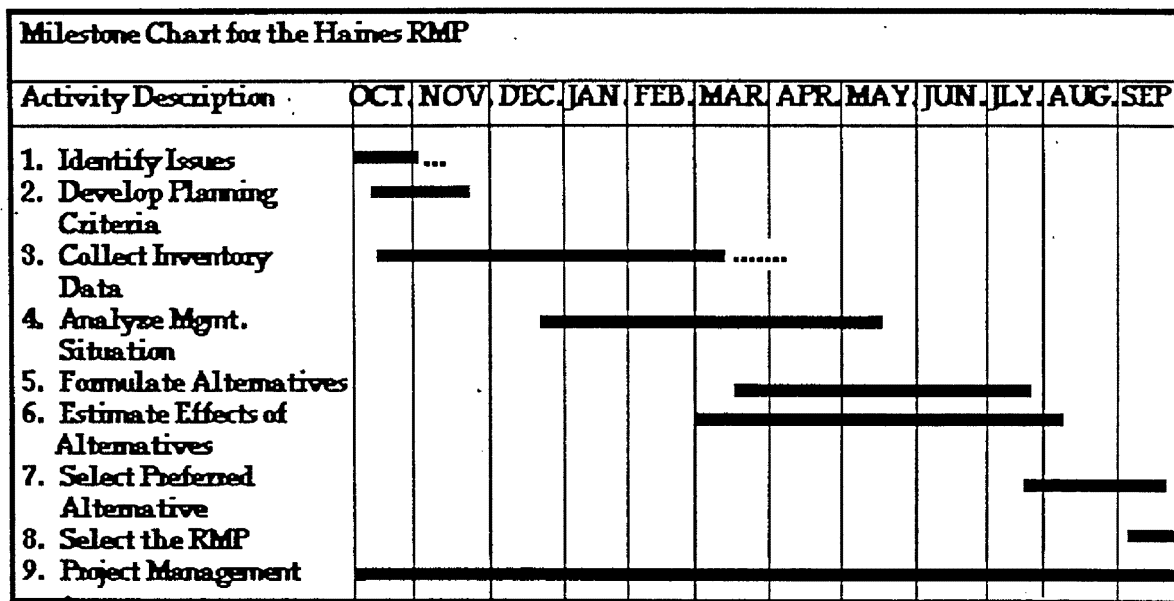 Milestone Chart for the Haines RMP
Activity Description OCT. NOV. DEC. JAN. FEB. MAR. APR. MAY. JUN. JLY. AUG. SEP
1. Identify Issues ...
2. Develop Planning
Criteria
3. Collect Inventory .......
Data
4. Analyze Mgmt.
Situation
5. Formulate Alternatives
6. Estimate Effects of
Alternatives
7. Select Preferred
Alternative
8. Select the RMP
9. Project Management